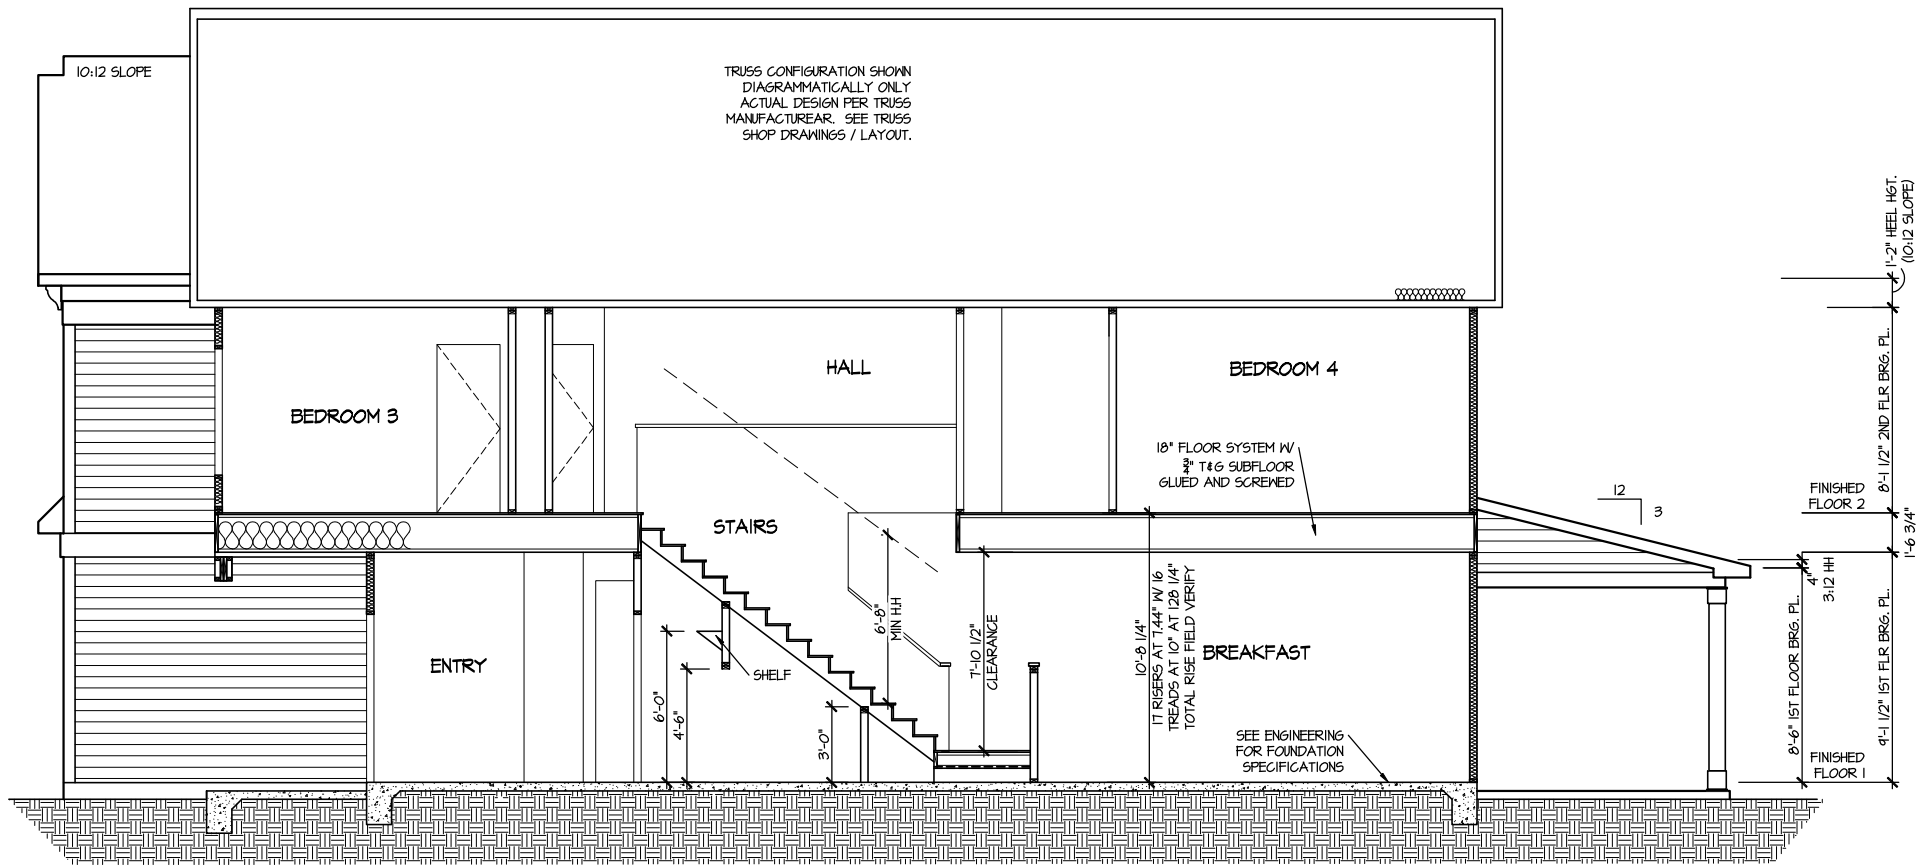 10:12 SLOPE
TRUSS CONFIGURATION SHOWN
DIAGRAMMATICALLY ONLY
ACTUAL DESIGN PER TRUSS
MANUFACTUREAR. SEE TRUSS
SHOP DRAWINGS / LAYOUT.
1'-2" HEEL HGT.
(10:12 SLOPE)
HALL
BEDROOM 4
BEDROOM 3
8'-1 1/2" 2ND FLR BRG. PL.
18" FLOOR SYSTEM W/
3/4" T&G SUBFLOOR
GLUED AND SCREWED
STAIRS
12
3
FINISHED
FLOOR 2
1'-6 3/4"
4"
3:12 HH
6'-8"
MIN H.H
7'-10 1/2"
CLEARANCE
10'-8 1/4"
17 RISERS AT 7.44" W/ 16
TREADS AT 10" AT 128 1/4"
TOTAL RISE FIELD VERIFY
ENTRY
SHELF
BREAKFAST
6'-0"
4'-6"
3'-0"
8'-6" 1ST FLOOR BRG. PL.
9'-1 1/2" 1ST FLR BRG. PL.
SEE ENGINEERING
FOR FOUNDATION
SPECIFICATIONS
FINISHED
FLOOR 1